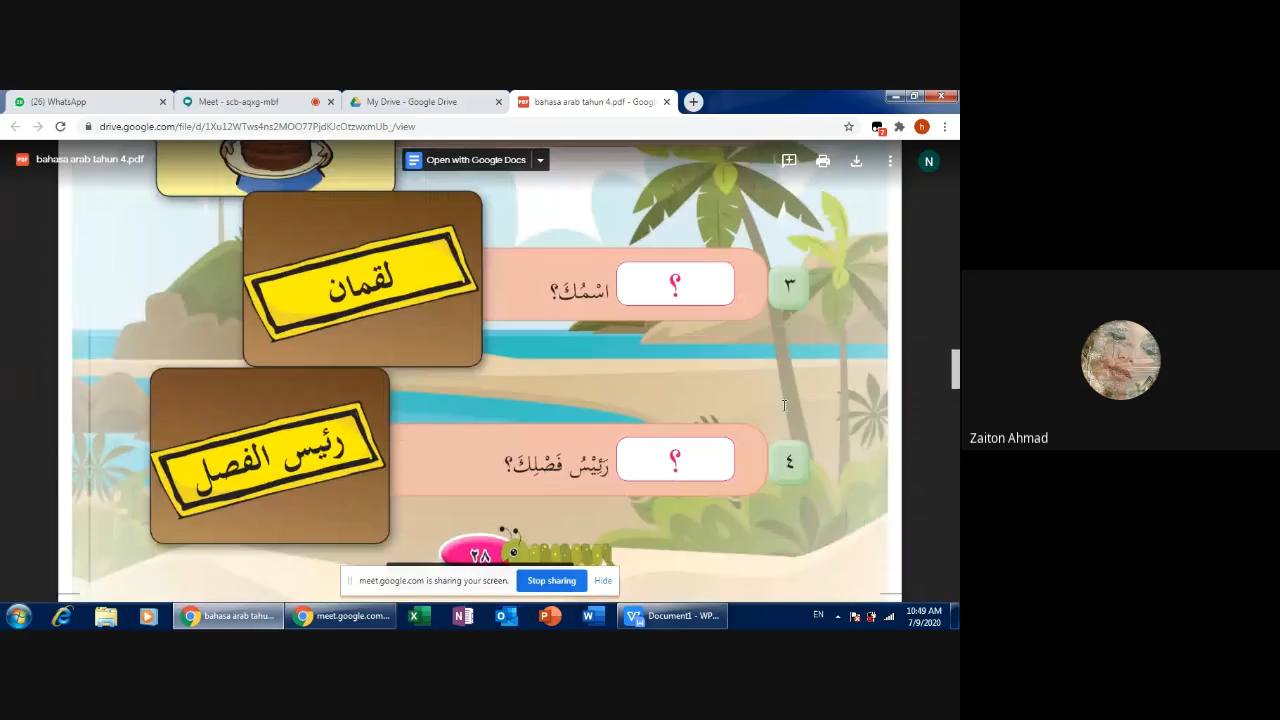 (26) WhatsApp
Meet - scb-aqxg-mbf
My Drive - Google Drive
bahasa arab tahun 4.pdf - Googl
drive.google.com/file/d/1Xu12WTws4ns2MOO77PjdKJcOtzwxmUb_/view
bahasa arab tahun 4.pdf
Open with Google Docs
N
لقمان
٣ ؟ اسْمُكَ؟
رئيس الفصل
٤ ؟ رَئِيْسُ فَصْلِكَ؟
٢٨
meet.google.com is sharing your screen.
Stop sharing
Hide
Zaiton Ahmad
bahasa arab tahu...
meet.google.com...
Document1 - WP...
EN
10:49 AM
7/9/2020